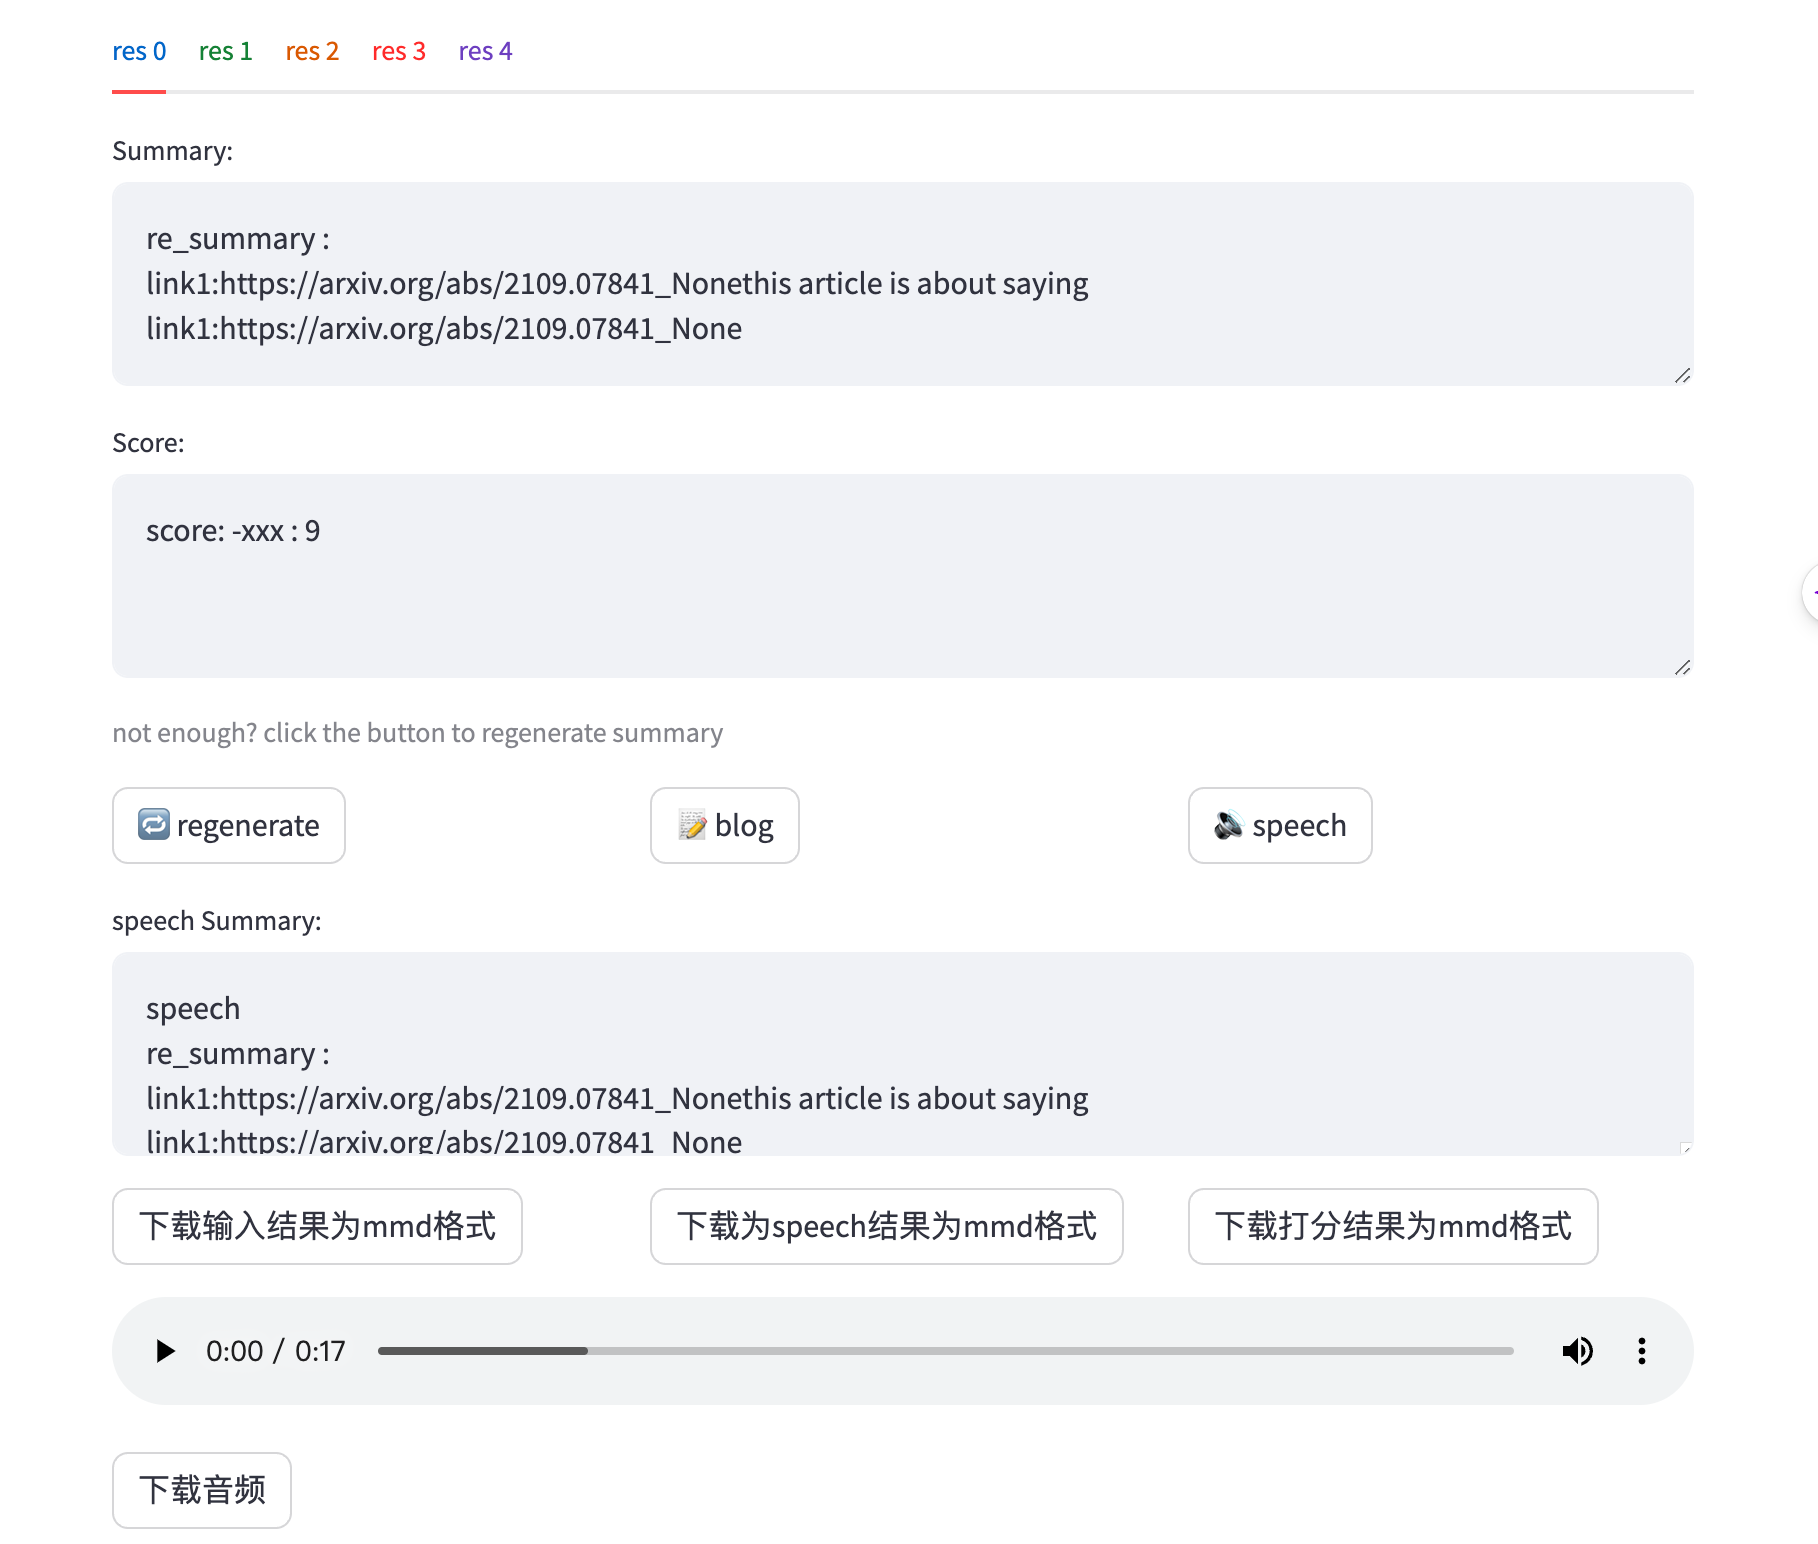 res 0 res 1 res 2 res 3 res 4
Summary:
re_summary :
link1:https://arxiv.org/abs/2109.07841_Nonethis article is about saying
link1:https://arxiv.org/abs/2109.07841_None
Score:
score: -xxx : 9
not enough? click the button to regenerate summary
regenerate blog speech
speech Summary:
speech
re_summary :
link1:https://arxiv.org/abs/2109.07841_Nonethis article is about saying
link1:https://arxiv.org/abs/2109.07841_None
下载输入结果为mmd格式 下载为speech结果为mmd格式 下载打分结果为mmd格式
0:00 / 0:17
下载音频